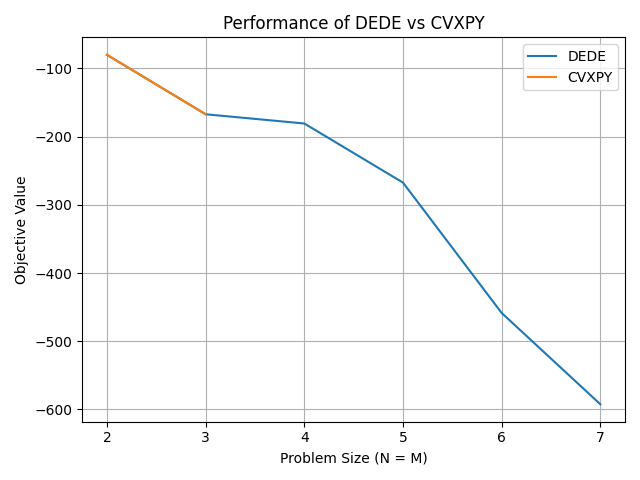 Performance of DEDE vs CVXPY
DEDE
CVXPY
Objective Value
−100
−200
−300
−400
−500
−600
2 3 4 5 6 7
Problem Size (N = M)